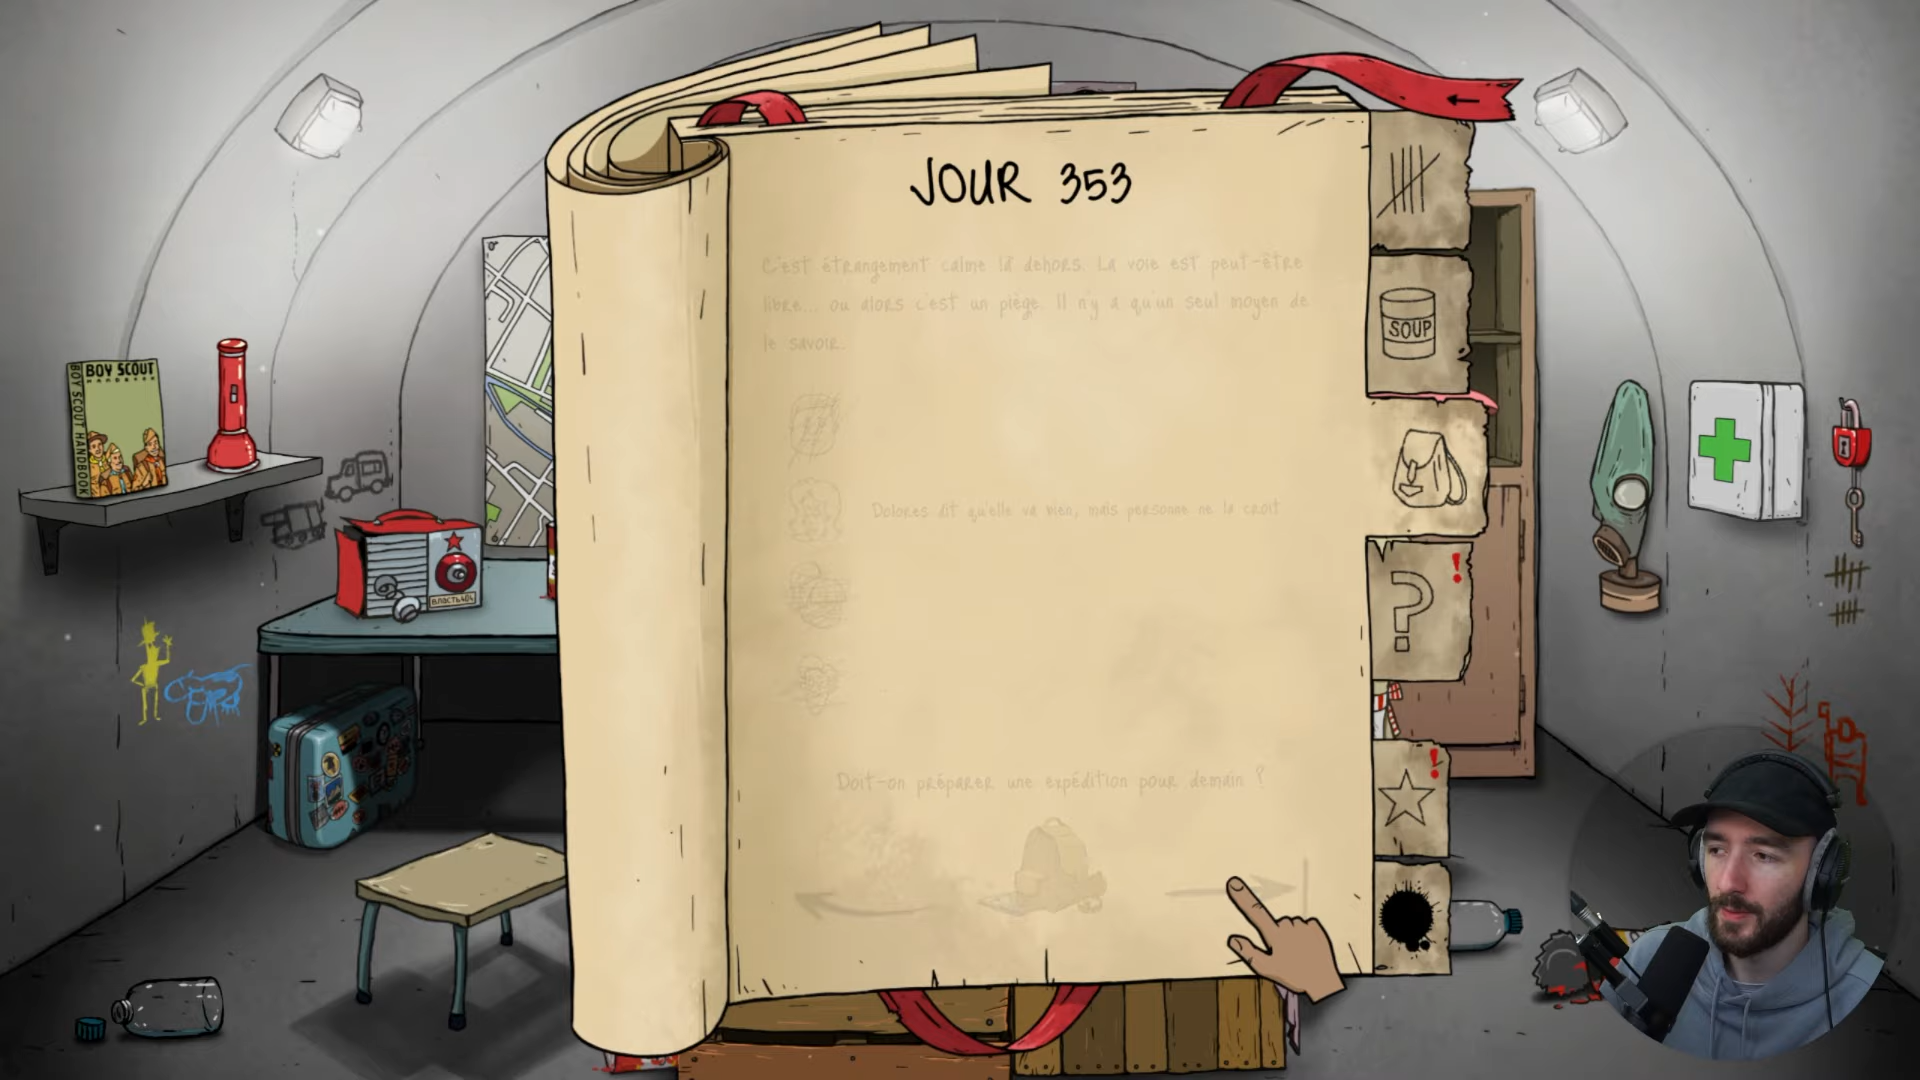 JOUR 353
C'est étrangement calme là dehors. La voie est peut-être
libre... ou alors c'est un piège. Il n'y a qu'un seul moyen de
le savoir.
Dolores dit qu'elle va bien, mais personne ne la croit
Doit-on préparer une expédition pour demain ?
BOY SCOUT
HANDBOOK
BOY SCOUT HANDBOOK
SOUP
?
!
!